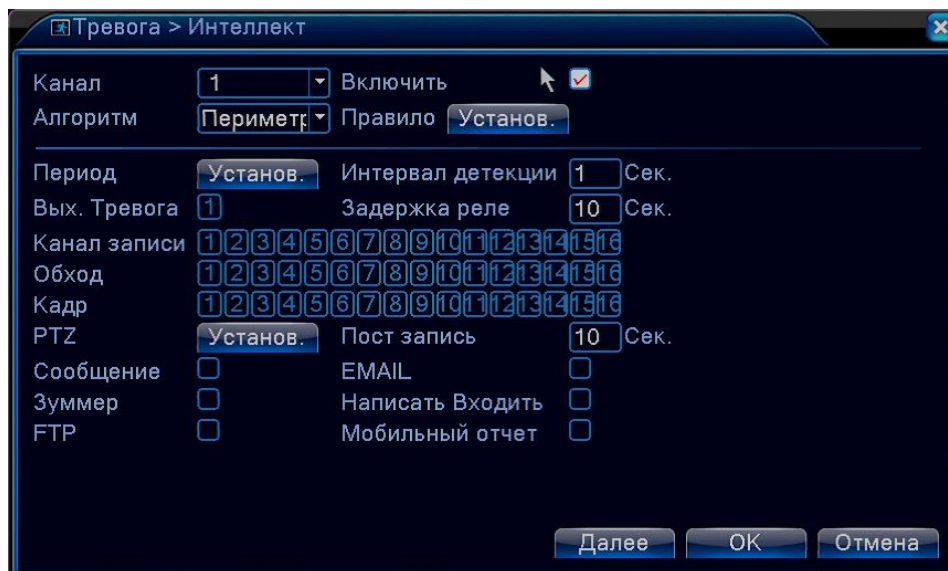 Тревога > Интеллект
Канал 1 Включить
Алгоритм Периметр Правило Установ.
Период Установ. Интервал детекции 1 Сек.
Вых. Тревога 1 Задержка реле 10 Сек.
Канал записи 1 2 3 4 5 6 7 8 9 10 11 12 13 14 15 16
Обход 1 2 3 4 5 6 7 8 9 10 11 12 13 14 15 16
Кадр 1 2 3 4 5 6 7 8 9 10 11 12 13 14 15 16
PTZ Установ. Пост запись 10 Сек.
Сообщение EMAIL
Зуммер Написать Входить
FTP Мобильный отчет
Далее OK Отмена